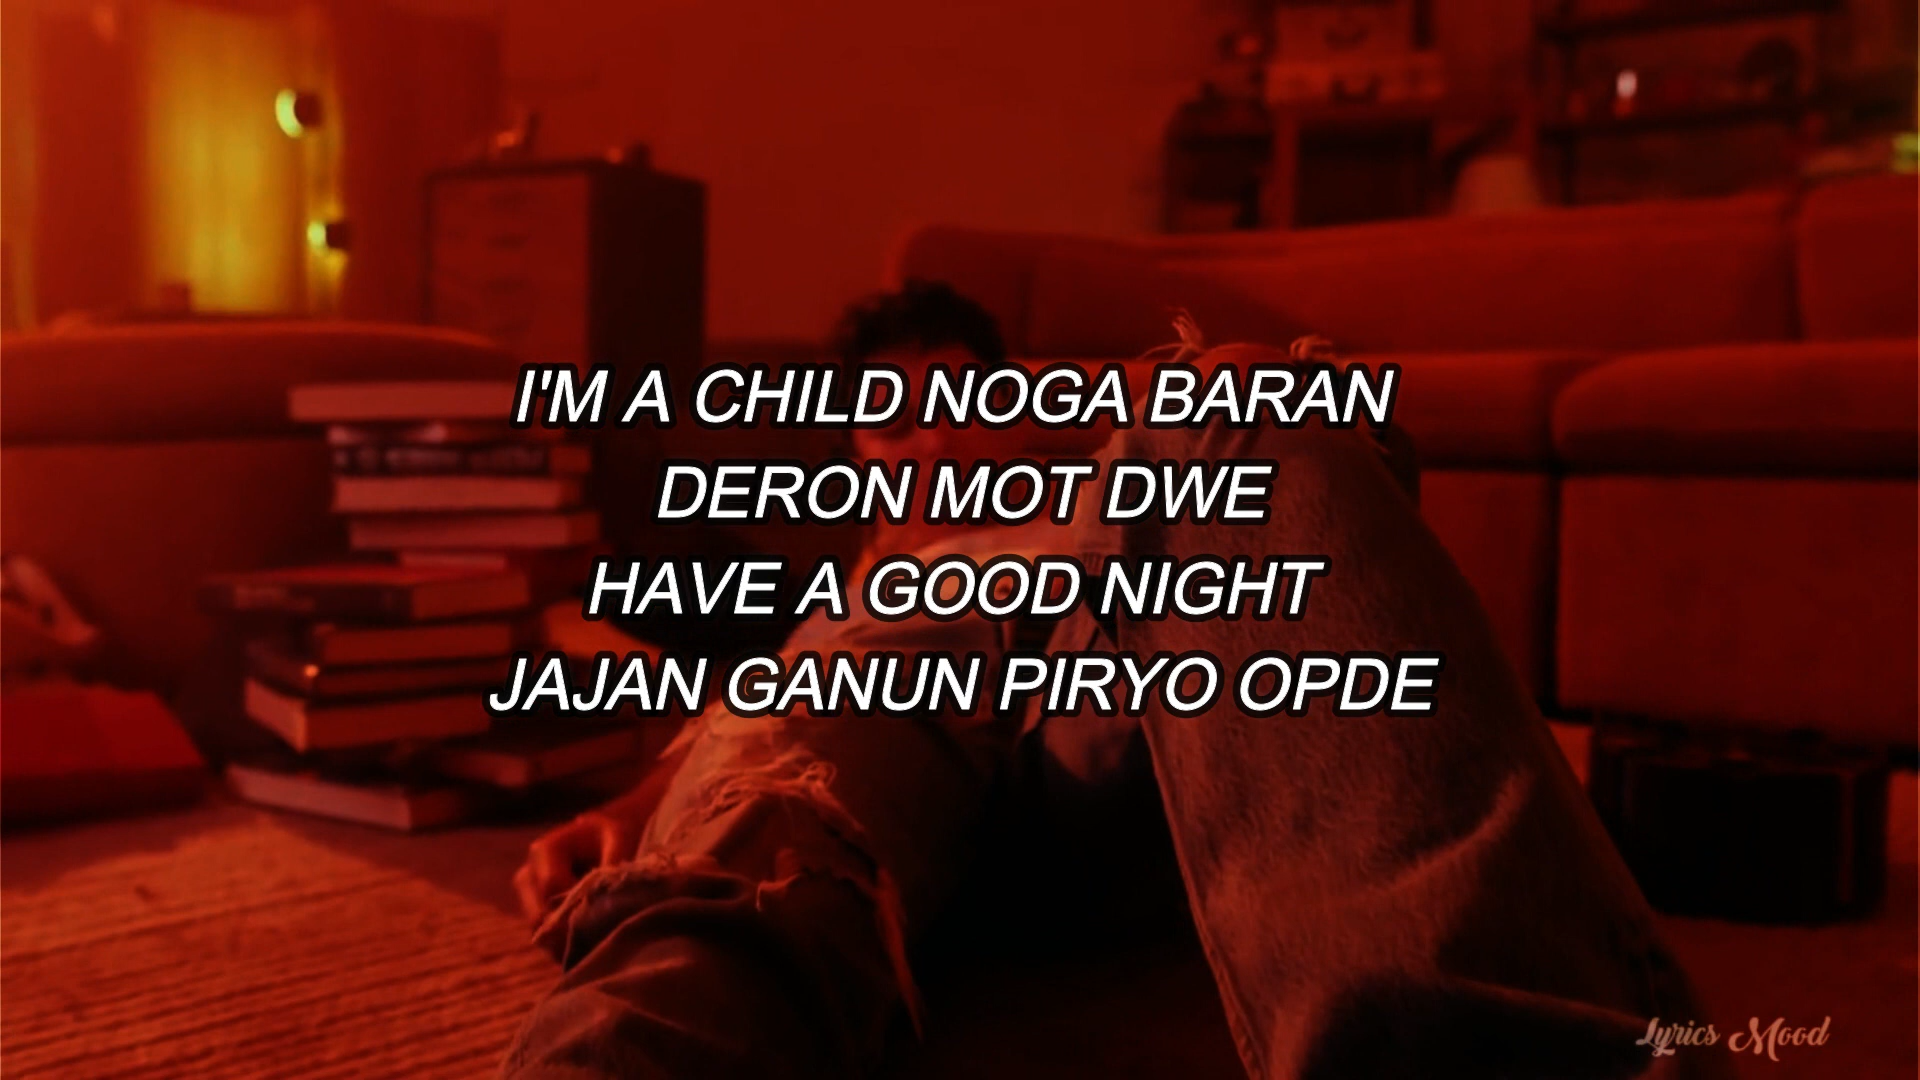 I'M A CHILD NOGA BARAN
DERON MOT DWE
HAVE A GOOD NIGHT
JAJAN GANUN PIRYO OPDE
Lyrics Mood